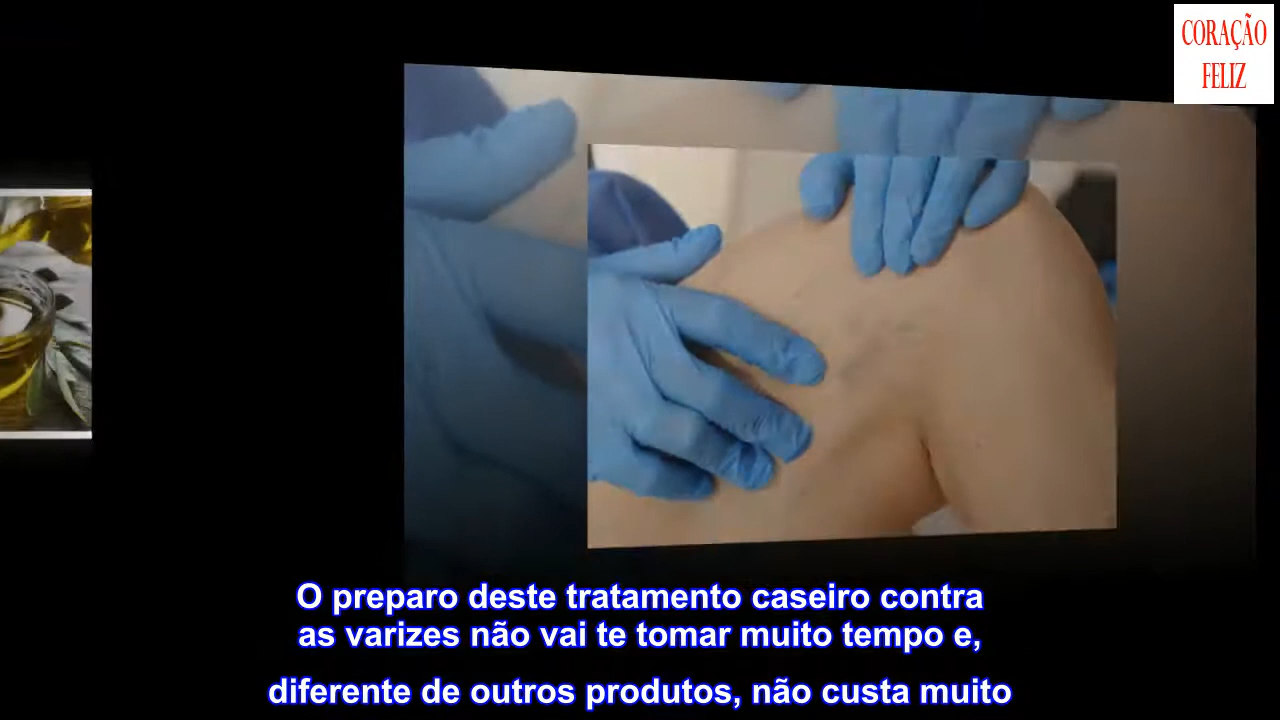 CORAÇÃO
FELIZ
O preparo deste tratamento caseiro contra
as varizes não vai te tomar muito tempo e,
diferente de outros produtos, não custa muito